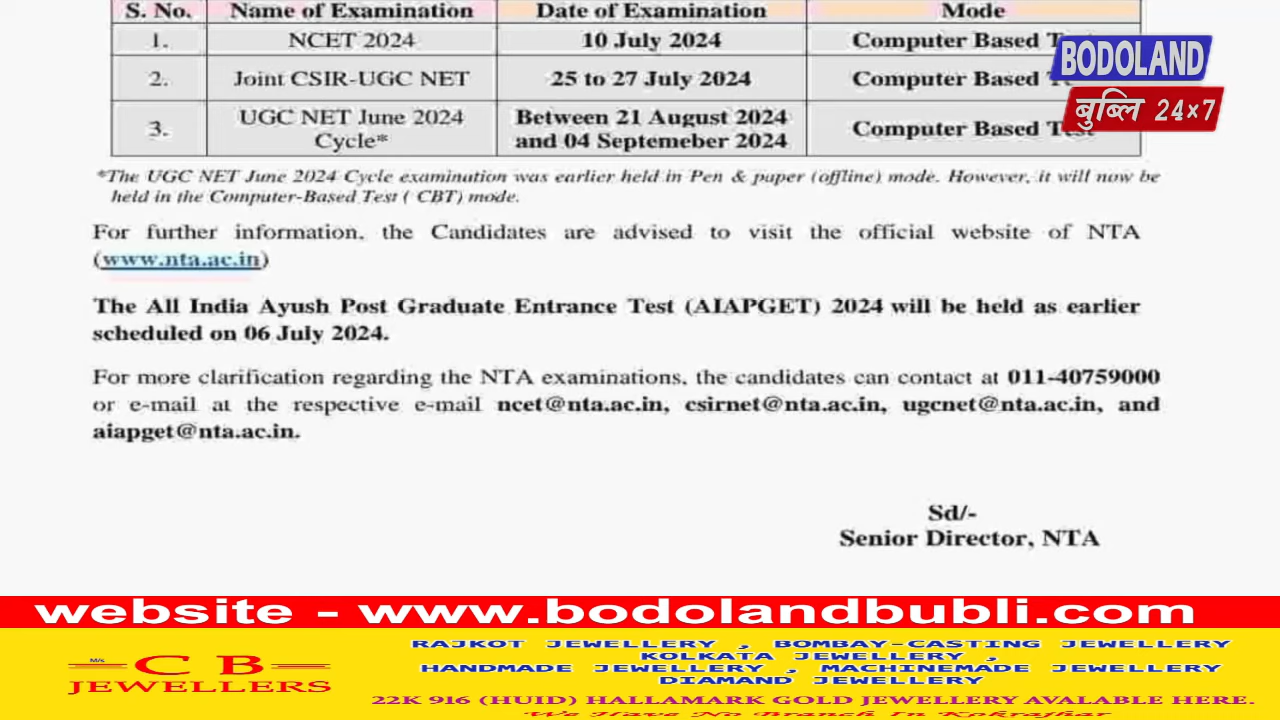 S. No. Name of Examination Date of Examination Mode
1. NCET 2024 10 July 2024 Computer Based
2. Joint CSIR-UGC NET 25 to 27 July 2024 Computer Based
3. UGC NET June 2024 Cycle* Between 21 August 2024 and 04 Septemeber 2024 Computer Based Test
BODOLAND
बुब्लि 24×7
*The UGC NET June 2024 Cycle examination was earlier held in Pen & paper (offline) mode. However, it will now be
held in the Computer-Based Test ( CBT) mode.
For further information, the Candidates are advised to visit the official website of NTA
(www.nta.ac.in)
The All India Ayush Post Graduate Entrance Test (AIAPGET) 2024 will be held as earlier
scheduled on 06 July 2024.
For more clarification regarding the NTA examinations, the candidates can contact at 011-40759000
or e-mail at the respective e-mail ncet@nta.ac.in, csirnet@nta.ac.in, ugcnet@nta.ac.in, and
aiapget@nta.ac.in.
Sd/-
Senior Director, NTA
website - www.bodolandbubli.com
M/s
C B
JEWELLERS
RAJKOT JEWELLERY , BOMBAY-CASTING JEWELLERY
KOLKATA JEWELLERY ,
HANDMADE JEWELLERY , MACHINEMADE JEWELLERY
DIAMAND JEWELLERY
22K 916 (HUID) HALLAMARK GOLD JEWELLERY AVALABLE HERE.
We Have No Branch In Kokrajhar